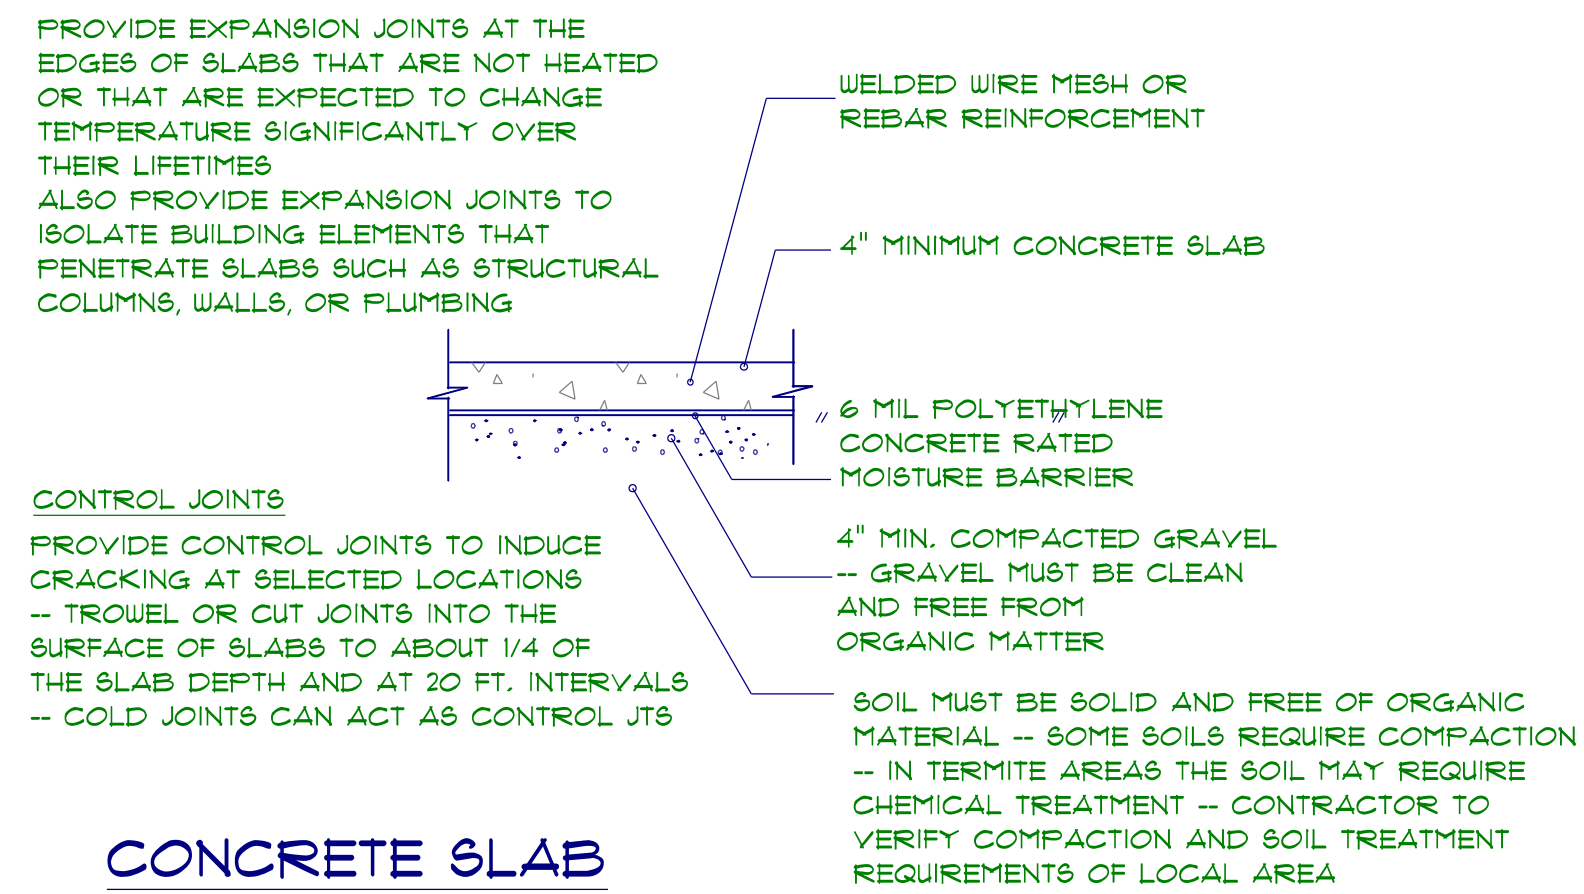 PROVIDE EXPANSION JOINTS AT THE
EDGES OF SLABS THAT ARE NOT HEATED
OR THAT ARE EXPECTED TO CHANGE
TEMPERATURE SIGNIFICANTLY OVER
THEIR LIFETIMES
ALSO PROVIDE EXPANSION JOINTS TO
ISOLATE BUILDING ELEMENTS THAT
PENETRATE SLABS SUCH AS STRUCTURAL
COLUMNS, WALLS, OR PLUMBING
WELDED WIRE MESH OR
REBAR REINFORCEMENT
4" MINIMUM CONCRETE SLAB
6 MIL POLYETHYLENE
CONCRETE RATED
MOISTURE BARRIER
4" MIN. COMPACTED GRAVEL
-- GRAVEL MUST BE CLEAN
AND FREE FROM
ORGANIC MATTER
SOIL MUST BE SOLID AND FREE OF ORGANIC
MATERIAL -- SOME SOILS REQUIRE COMPACTION
-- IN TERMITE AREAS THE SOIL MAY REQUIRE
CHEMICAL TREATMENT -- CONTRACTOR TO
VERIFY COMPACTION AND SOIL TREATMENT
REQUIREMENTS OF LOCAL AREA
CONTROL JOINTS
PROVIDE CONTROL JOINTS TO INDUCE
CRACKING AT SELECTED LOCATIONS
-- TROWEL OR CUT JOINTS INTO THE
SURFACE OF SLABS TO ABOUT 1/4 OF
THE SLAB DEPTH AND AT 20 FT. INTERVALS
-- COLD JOINTS CAN ACT AS CONTROL JTS
CONCRETE SLAB